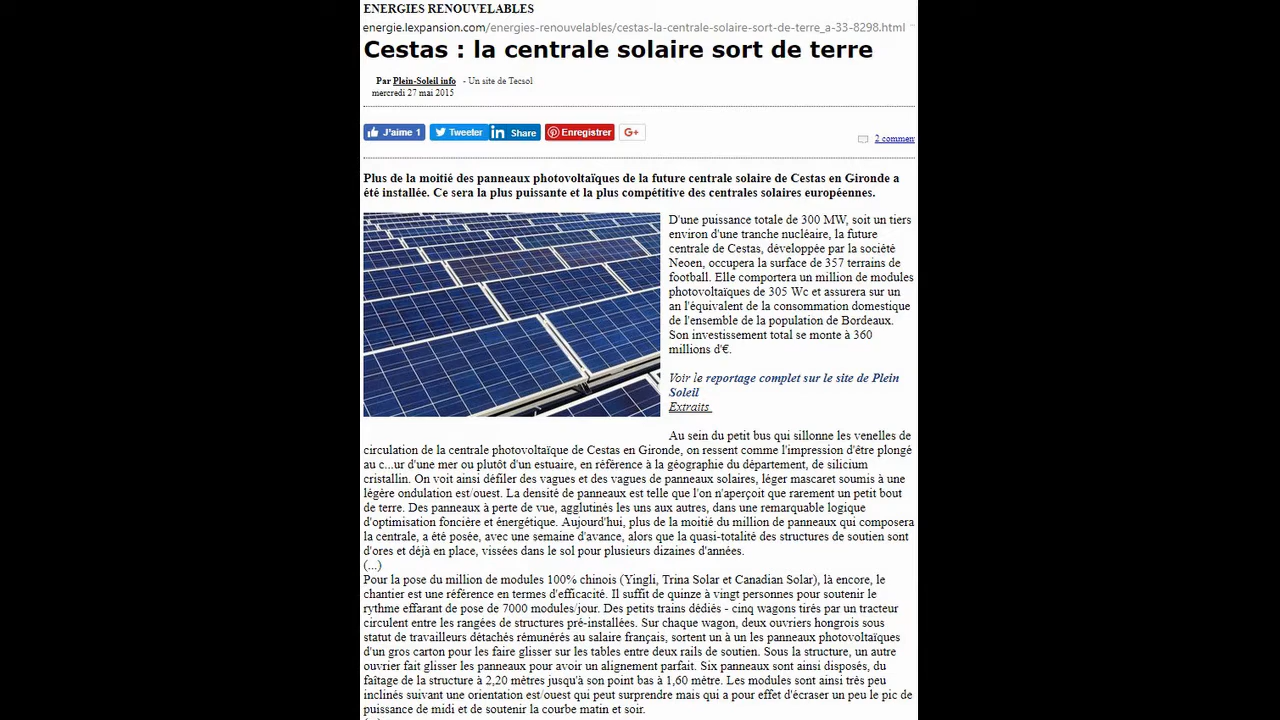 ENERGIES RENOUVELABLES
energie.lexpansion.com/energies-renouvelables/cestas-la-centrale-solaire-sort-de-terre_a-33-8298.html
Cestas : la centrale solaire sort de terre
Par Plein-Soleil info - Un site de Tecsol
mercredi 27 mai 2015
J'aime 1 Tweeter in Share Enregistrer G+
2 commen
Plus de la moitié des panneaux photovoltaïques de la future centrale solaire de Cestas en Gironde a
été installée. Ce sera la plus puissante et la plus compétitive des centrales solaires européennes.
D'une puissance totale de 300 MW, soit un tiers
environ d'une tranche nucléaire, la future
centrale de Cestas, développée par la société
Neoen, occupera la surface de 357 terrains de
football. Elle comportera un million de modules
photovoltaïques de 305 Wc et assurera sur un
an l'équivalent de la consommation domestique
de l'ensemble de la population de Bordeaux.
Son investissement total se monte à 360
millions d'€.
Voir le reportage complet sur le site de Plein
Soleil
Extraits
Au sein du petit bus qui sillonne les venelles de
circulation de la centrale photovoltaïque de Cestas en Gironde, on ressent comme l'impression d'être plongé
au c...ur d'une mer ou plutôt d'un estuaire, en référence à la géographie du département, de silicium
cristallin. On voit ainsi défiler des vagues et des vagues de panneaux solaires, léger mascaret soumis à une
légère ondulation est/ouest. La densité de panneaux est telle que l'on n'aperçoit que rarement un petit bout
de terre. Des panneaux à perte de vue, agglutinés les uns aux autres, dans une remarquable logique
d'optimisation foncière et énergétique. Aujourd'hui, plus de la moitié du million de panneaux qui composera
la centrale, a été posée, avec une semaine d'avance, alors que la quasi-totalité des structures de soutien sont
d'ores et déjà en place, vissées dans le sol pour plusieurs dizaines d'années.
(...)
Pour la pose du million de modules 100% chinois (Yingli, Trina Solar et Canadian Solar), là encore, le
chantier est une référence en termes d'efficacité. Il suffit de quinze à vingt personnes pour soutenir le
rythme effarant de pose de 7000 modules/jour. Des petits trains dédiés - cinq wagons tirés par un tracteur
circulent entre les rangées de structures pré-installées. Sur chaque wagon, deux ouvriers hongrois sous
statut de travailleurs détachés rémunérés au salaire français, sortent un à un les panneaux photovoltaïques
d'un gros carton pour les faire glisser sur les tables entre deux rails de soutien. Sous la structure, un autre
ouvrier fait glisser les panneaux pour avoir un alignement parfait. Six panneaux sont ainsi disposés, du
faîtage de la structure à 2,20 mètres jusqu'à son point bas à 1,60 mètre. Les modules sont ainsi très peu
inclinés suivant une orientation est/ouest qui peut surprendre mais qui a pour effet d'écraser un peu le pic de
puissance de midi et de soutenir la courbe matin et soir.